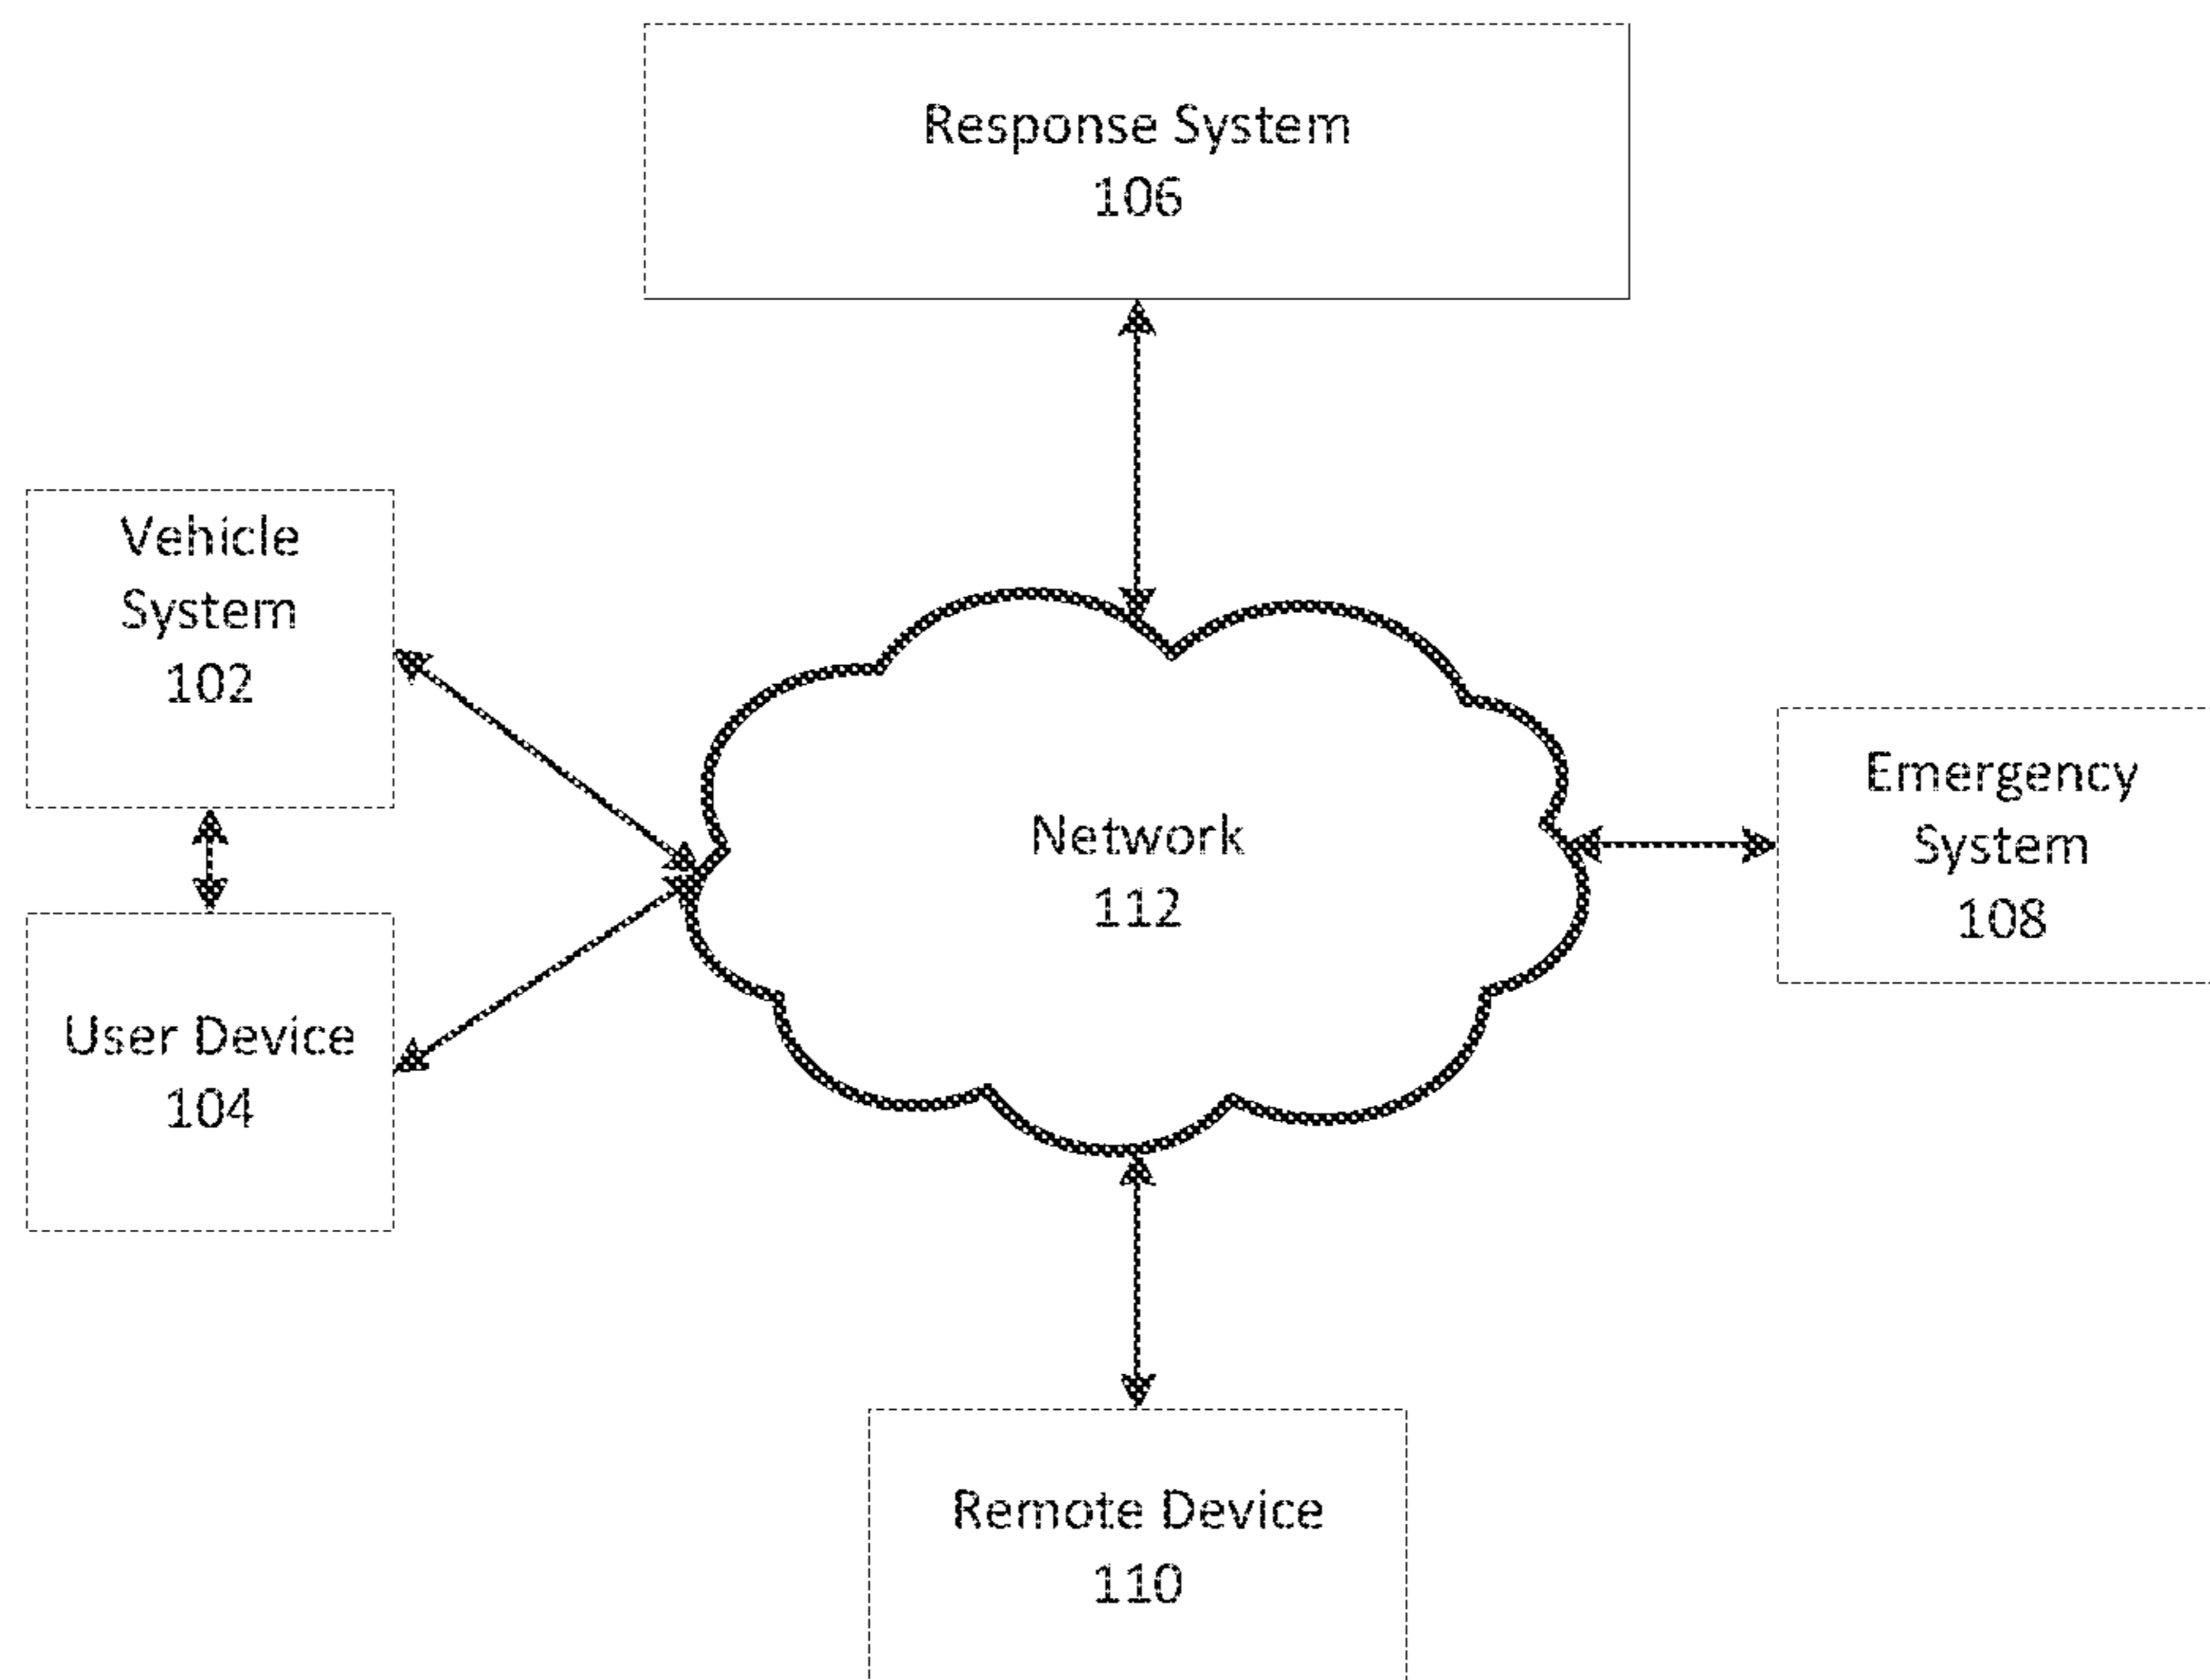 Response System
106
Vehicle
System
102
Network
112
Emergency
System
108
User Device
104
Remote Device
110